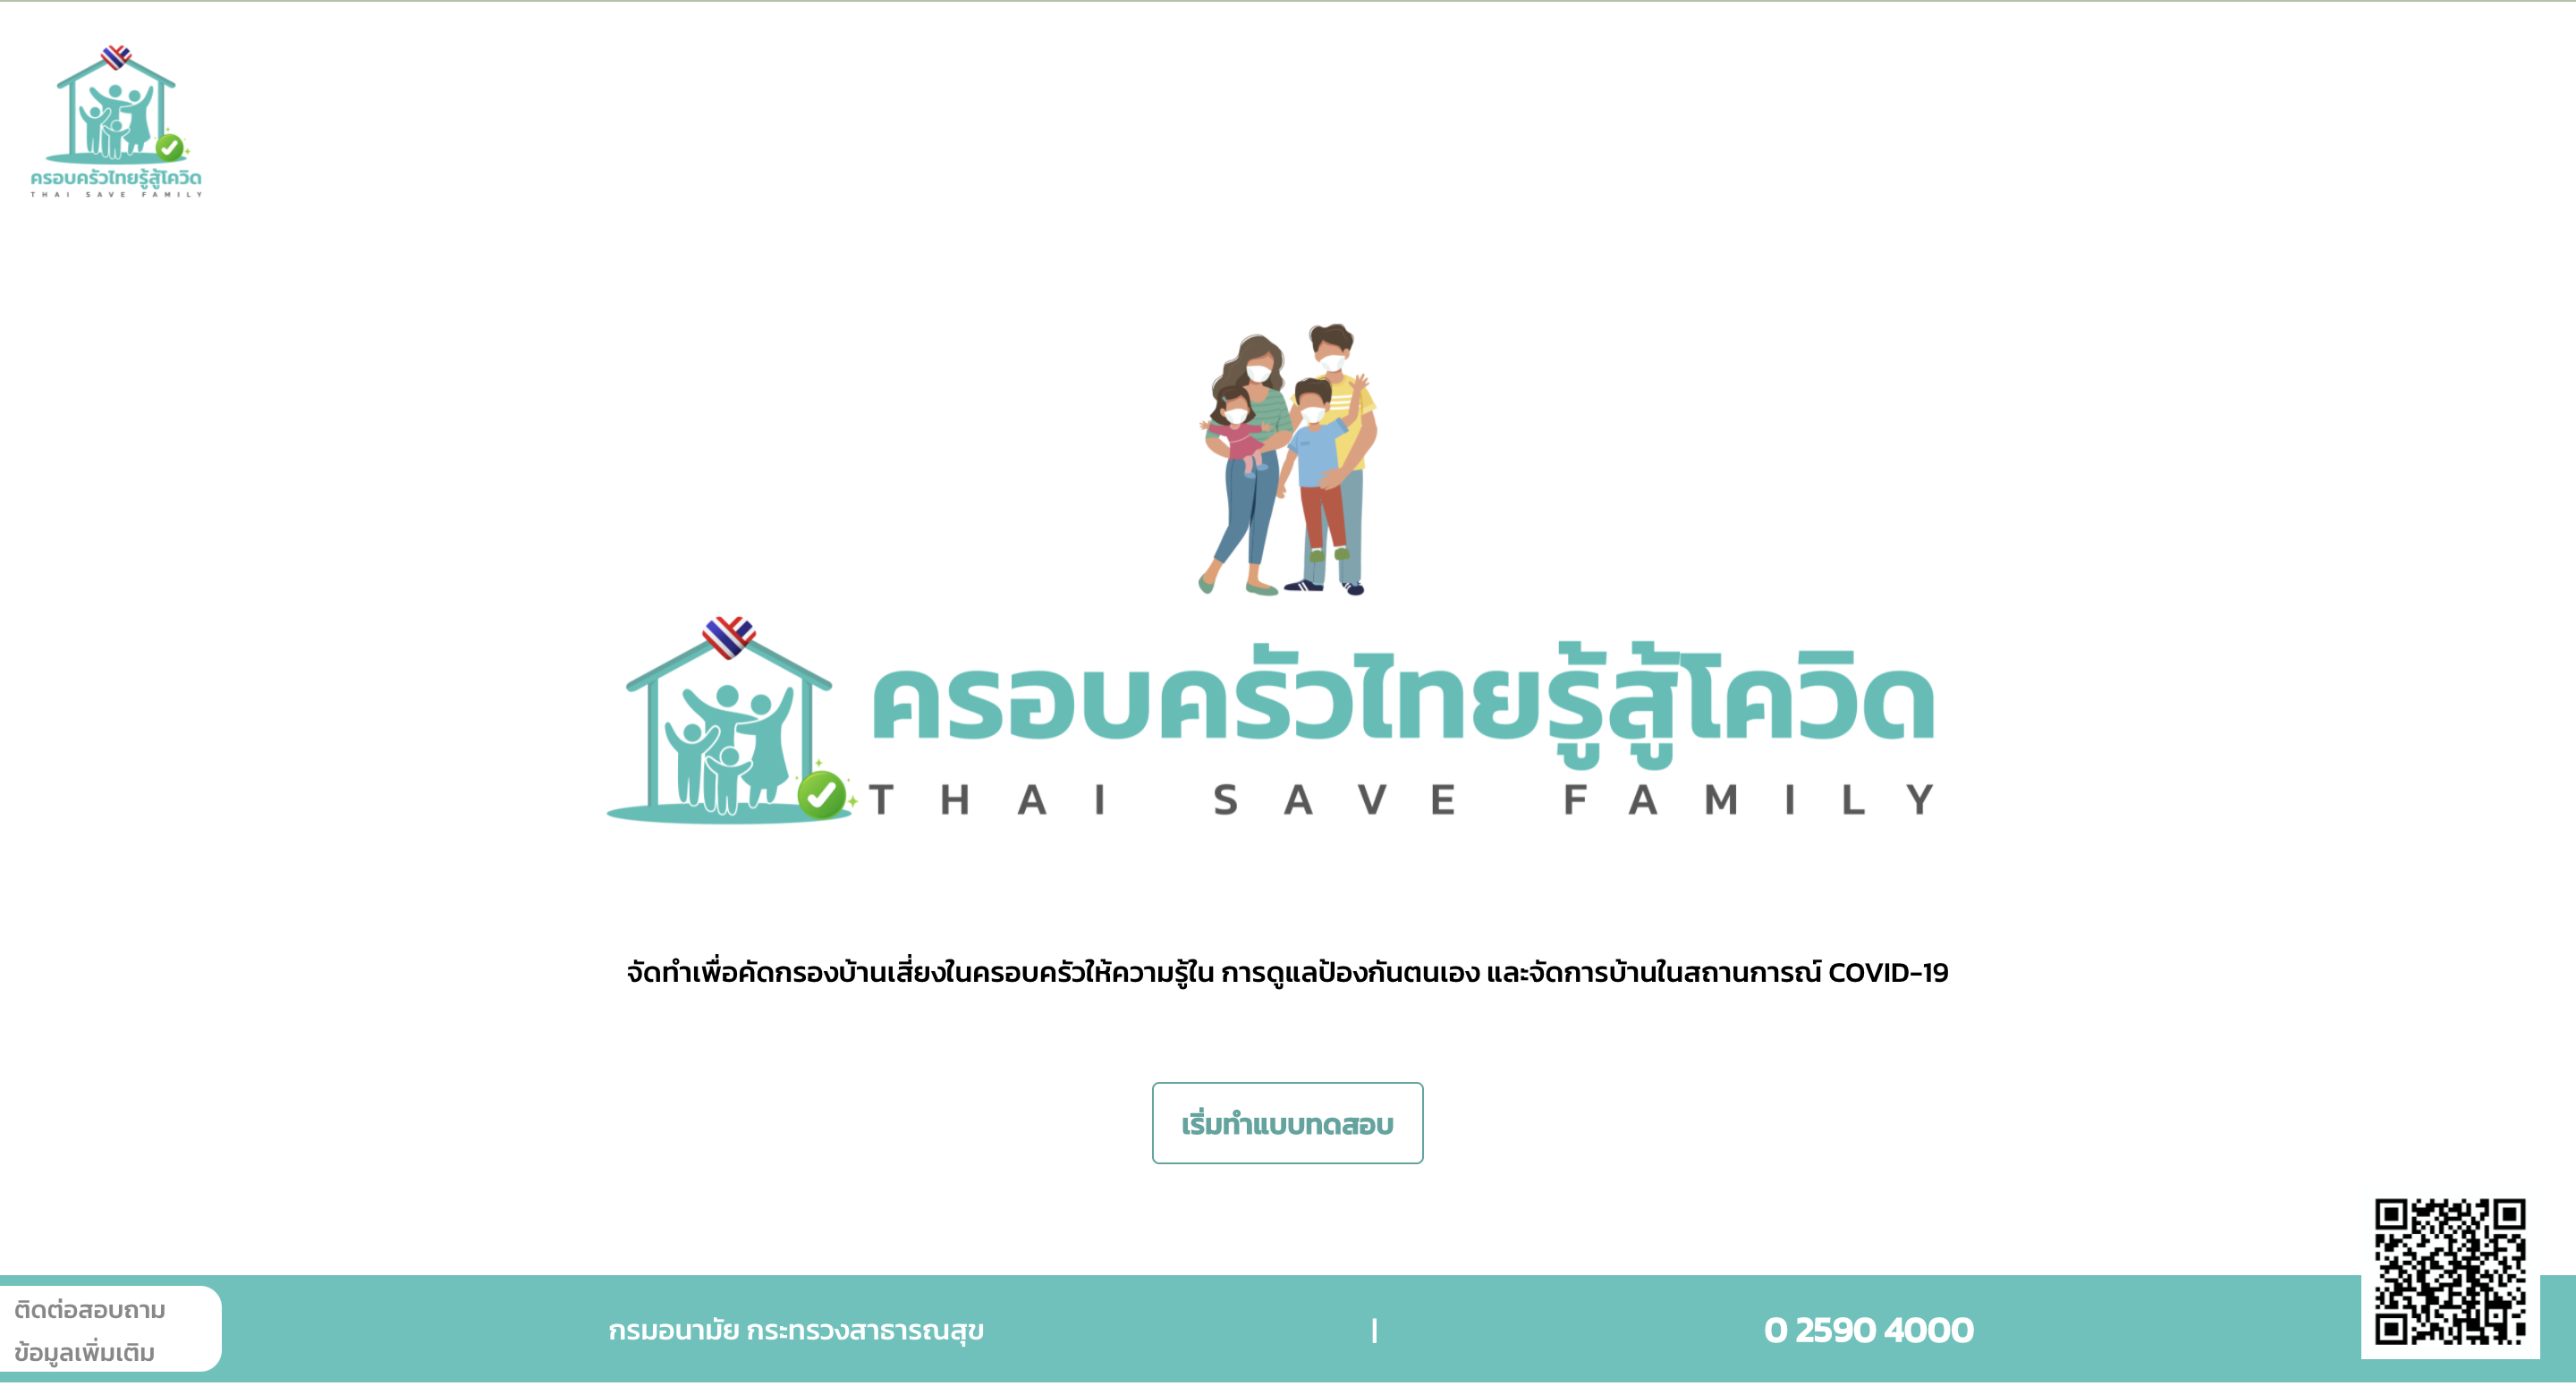 ครอบครัวไทยรู้สู้โควิด
THAI SAVE FAMILY
ครอบครัวไทยรู้สู้โควิด
THAI SAVE FAMILY
จัดทำเพื่อคัดกรองบ้านเสี่ยงในครอบครัวให้ความรู้ใน การดูแลป้องกันตนเอง และจัดการบ้านในสถานการณ์ COVID-19
เริ่มทำแบบทดสอบ
ติดต่อสอบถาม
ข้อมูลเพิ่มเติม
กรมอนามัย กระทรวงสาธารณสุข | 0 2590 4000